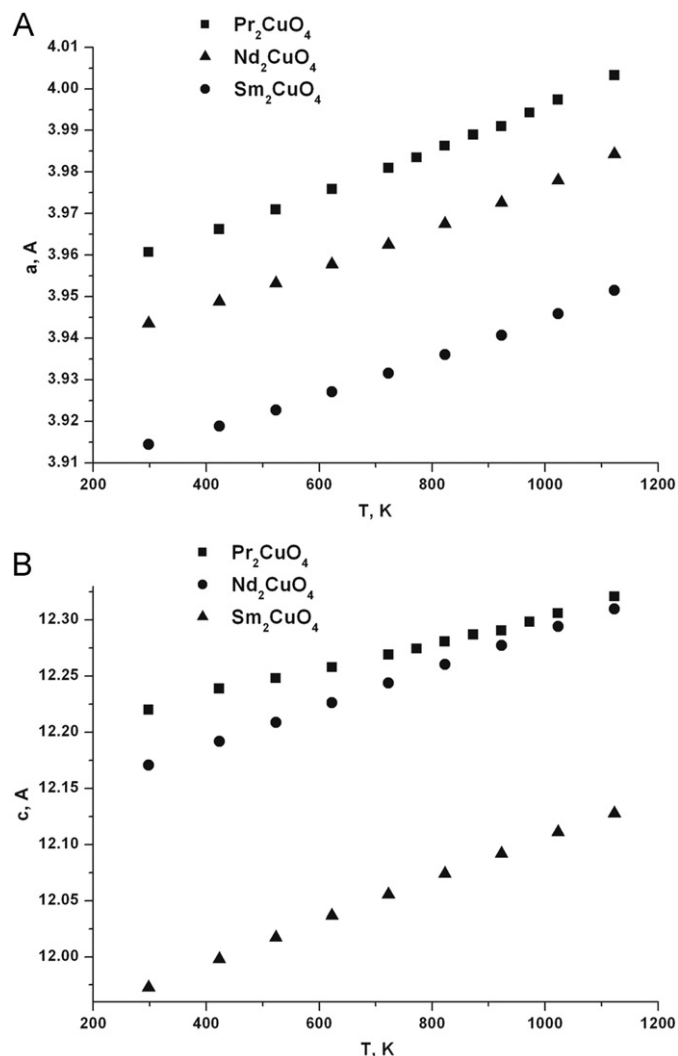 A
Pr2CuO4
Nd2CuO4
Sm2CuO4
4.01
4.00
3.99
3.98
3.97
3.96
3.95
3.94
3.93
3.92
3.91
a, A
200 400 600 800 1000 1200
T, K
B
Pr2CuO4
Nd2CuO4
Sm2CuO4
12.30
12.25
12.20
12.15
12.10
12.05
12.00
c, A
200 400 600 800 1000 1200
T, K